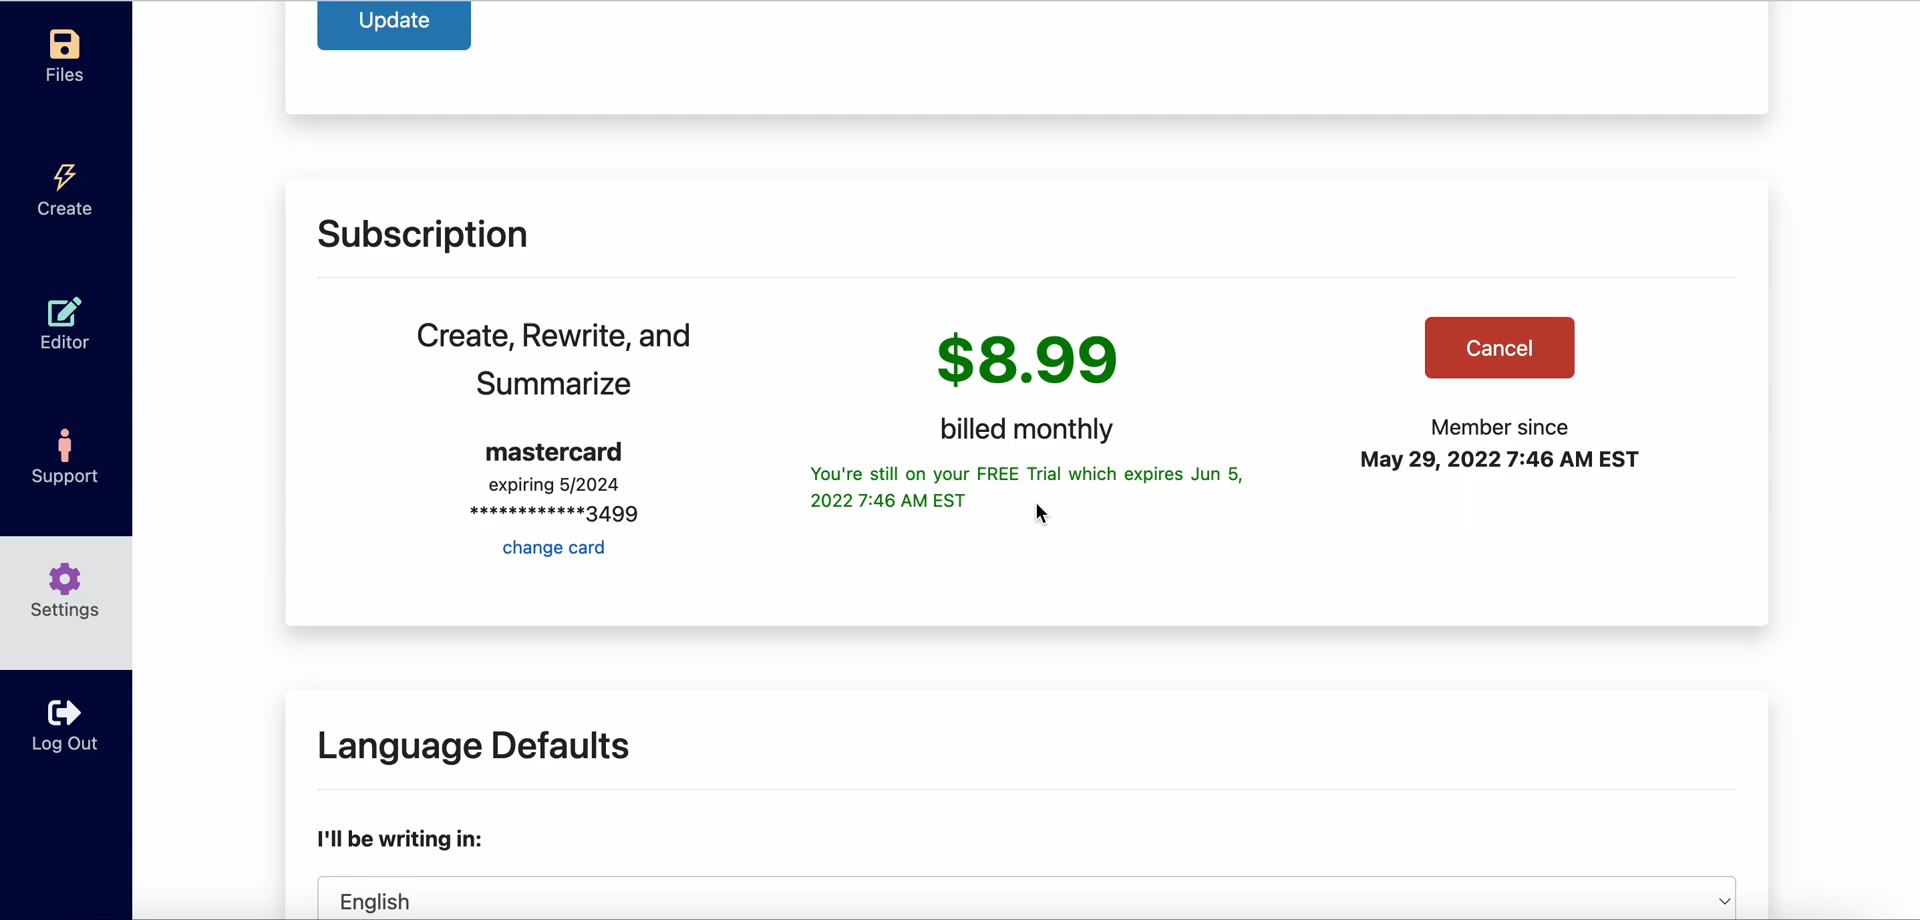 Files
Create
Editor
Support
Settings
Log Out
Update
Subscription
Create, Rewrite, and
Summarize
mastercard
expiring 5/2024
************3499
change card
$8.99
billed monthly
You're still on your FREE Trial which expires Jun 5,
2022 7:46 AM EST
Cancel
Member since
May 29, 2022 7:46 AM EST
Language Defaults
I'll be writing in:
English